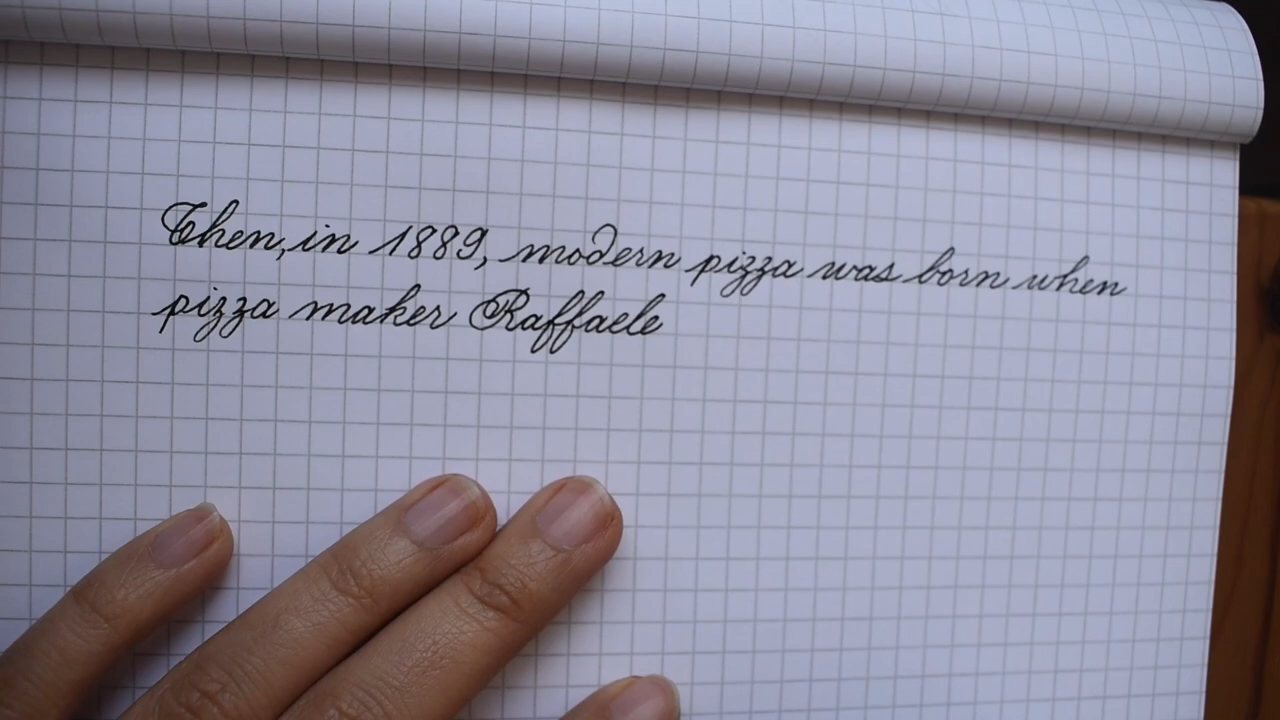 Then, in 1889, modern pizza was born when
pizza maker Raffaele